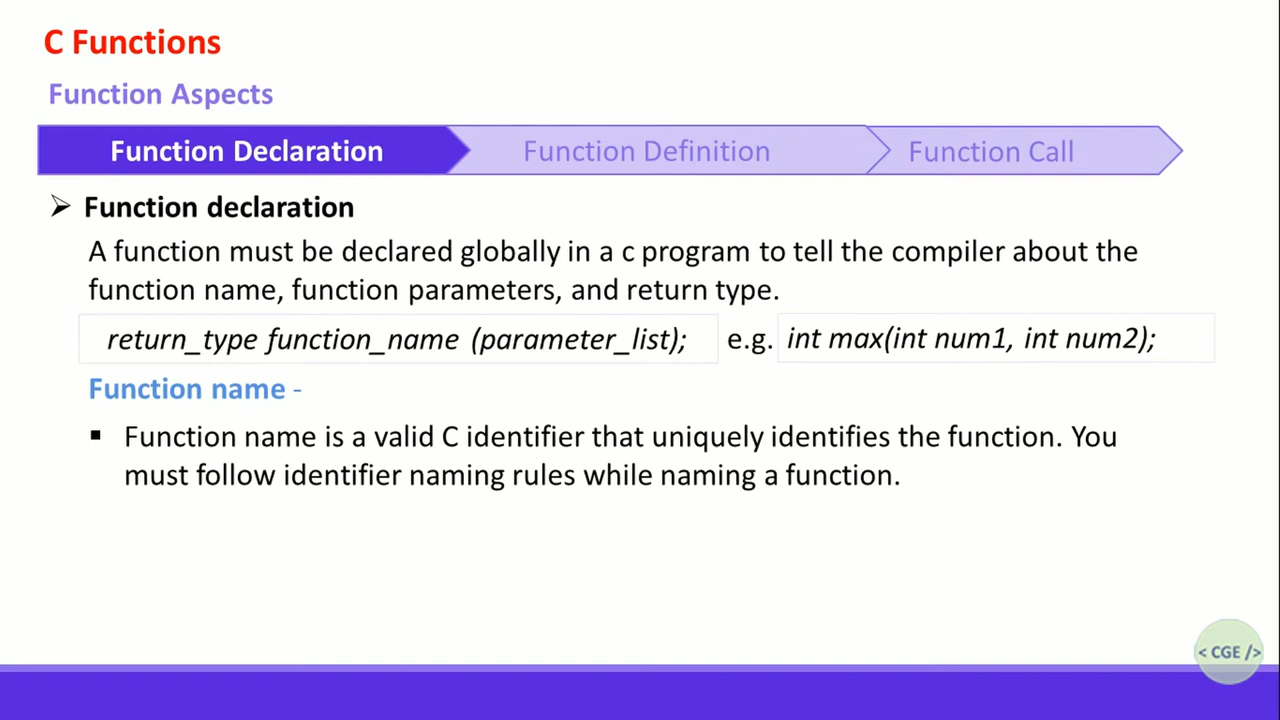 C Functions
Function Aspects
Function Declaration Function Definition Function Call
➢ Function declaration
A function must be declared globally in a c program to tell the compiler about the
function name, function parameters, and return type.
return_type function_name (parameter_list); e.g. int max(int num1, int num2);
Function name -
▪ Function name is a valid C identifier that uniquely identifies the function. You
must follow identifier naming rules while naming a function.
< CGE />